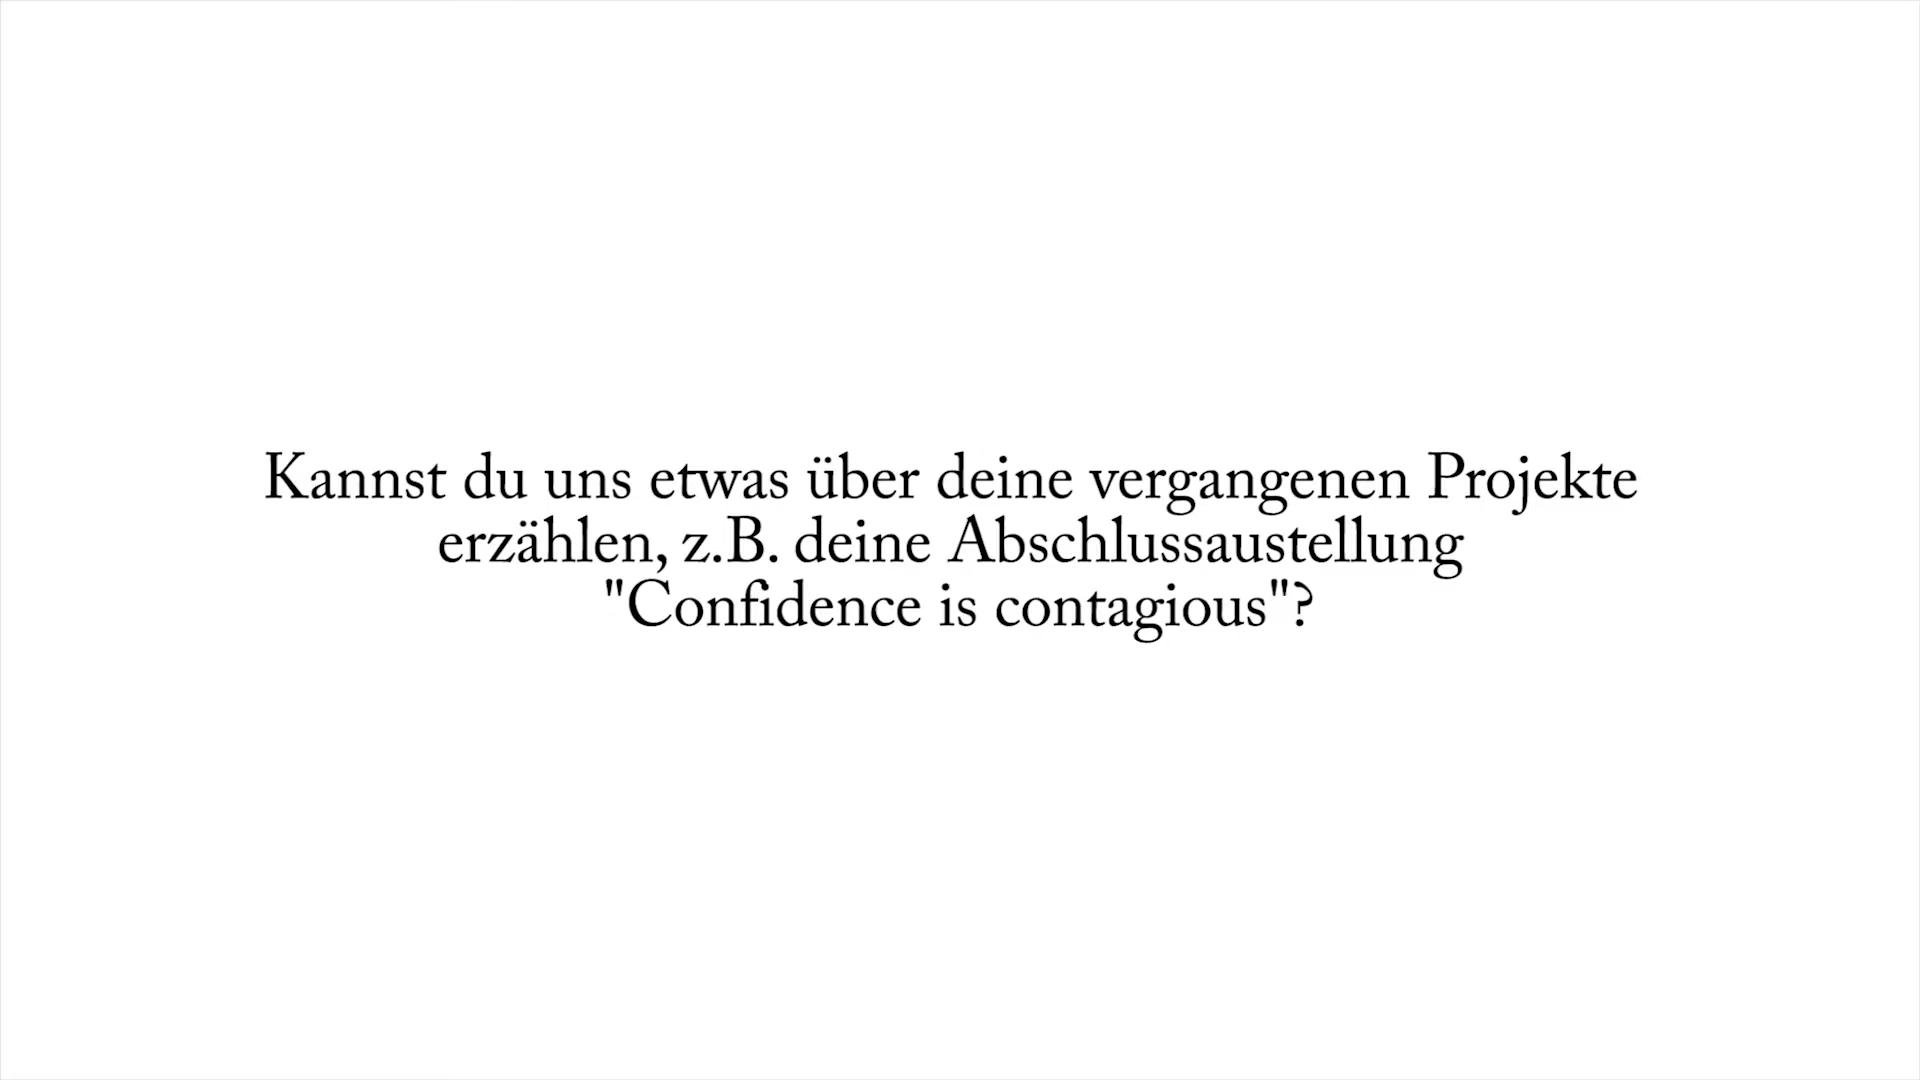 Kannst du uns etwas über deine vergangenen Projekte
erzählen, z.B. deine Abschlussaustellung
"Confidence is contagious"?